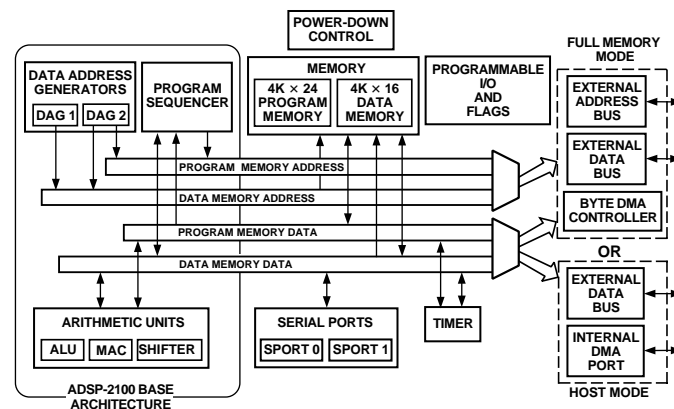 POWER-DOWN
CONTROL
FULL MEMORY
MODE
DATA ADDRESS
GENERATORS
DAG 1
DAG 2
PROGRAM
SEQUENCER
MEMORY
4K × 24
PROGRAM
MEMORY
4K × 16
DATA
MEMORY
PROGRAMMABLE
I/O
AND
FLAGS
EXTERNAL
ADDRESS
BUS
EXTERNAL
DATA
BUS
BYTE DMA
CONTROLLER
PROGRAM MEMORY ADDRESS
DATA MEMORY ADDRESS
PROGRAM MEMORY DATA
DATA MEMORY DATA
OR
EXTERNAL
DATA
BUS
INTERNAL
DMA
PORT
HOST MODE
ARITHMETIC UNITS
ALU
MAC
SHIFTER
SERIAL PORTS
SPORT 0
SPORT 1
TIMER
ADSP-2100 BASE
ARCHITECTURE